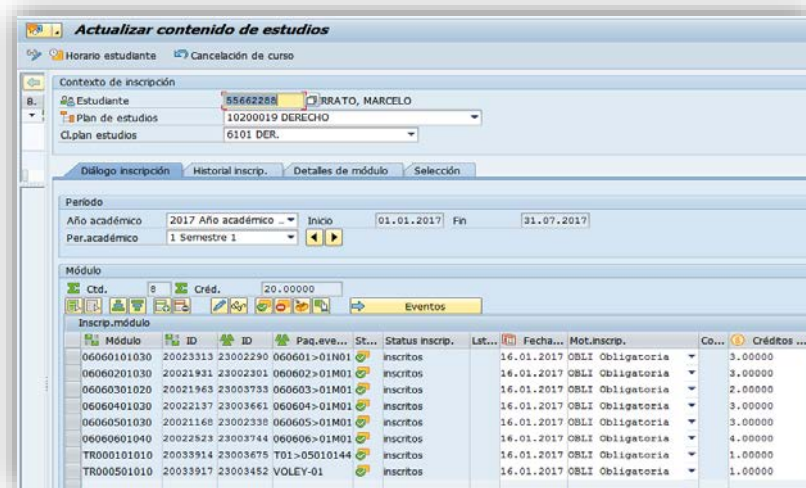 Actualizar contenido de estudios
Horario estudiante Cancelación de curso
Contexto de inscripción
B. Estudiante 55662288 RRATO, MARCELO
Plan de estudios 10200019 DERECHO
Cl.plan estudios 6101 DER.
Diálogo inscripción Historial inscrip. Detalles de módulo Selección
Período
Año académico 2017 Año académico .. Inicio 01.01.2017 Fin 31.07.2017
Per.académico 1 Semestre 1
Módulo
Ctd. 8 Créd. 20.00000
Eventos
Inscrip.módulo
Módulo ID ID Paq.eve... St... Status inscrip. Lst... Fecha... Mot.inscrip. Co... Créditos ...
06060101030 20023313 23002290 060601>01N01 inscritos 16.01.2017 OBLI Obligatoria 3.00000
06060201030 20021931 23002301 060602>01M01 inscritos 16.01.2017 OBLI Obligatoria 3.00000
06060301020 20021963 23003733 060603>01M01 inscritos 16.01.2017 OBLI Obligatoria 2.00000
06060401030 20022137 23003661 060604>01M01 inscritos 16.01.2017 OBLI Obligatoria 3.00000
06060501030 20021168 23002338 060605>01M01 inscritos 16.01.2017 OBLI Obligatoria 3.00000
06060601040 20022523 23003744 060606>01M01 inscritos 16.01.2017 OBLI Obligatoria 4.00000
TR000101010 20033914 23003675 T01>05010144 inscritos 16.01.2017 OBLI Obligatoria 1.00000
TR000501010 20033917 23003452 VOLEY-01 inscritos 16.01.2017 OBLI Obligatoria 1.00000